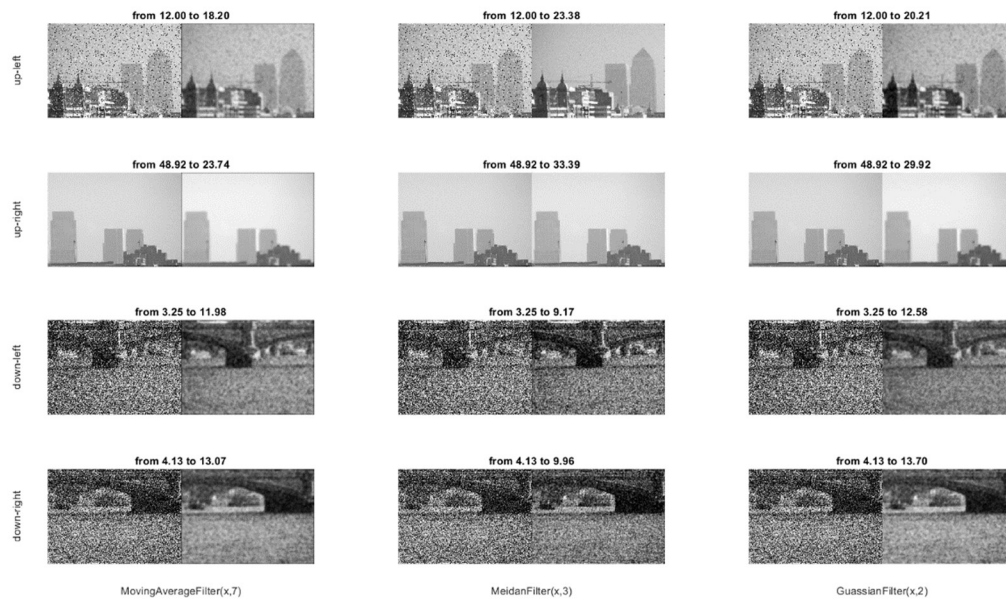 from 12.00 to 18.20
from 12.00 to 23.38
from 12.00 to 20.21
up-left
from 48.92 to 23.74
from 48.92 to 33.39
from 48.92 to 29.92
up-right
from 3.25 to 11.98
from 3.25 to 9.17
from 3.25 to 12.58
down-left
from 4.13 to 13.07
from 4.13 to 9.96
from 4.13 to 13.70
down-right
MovingAverageFilter(x,7)
MeidanFilter(x,3)
GuassianFilter(x,2)